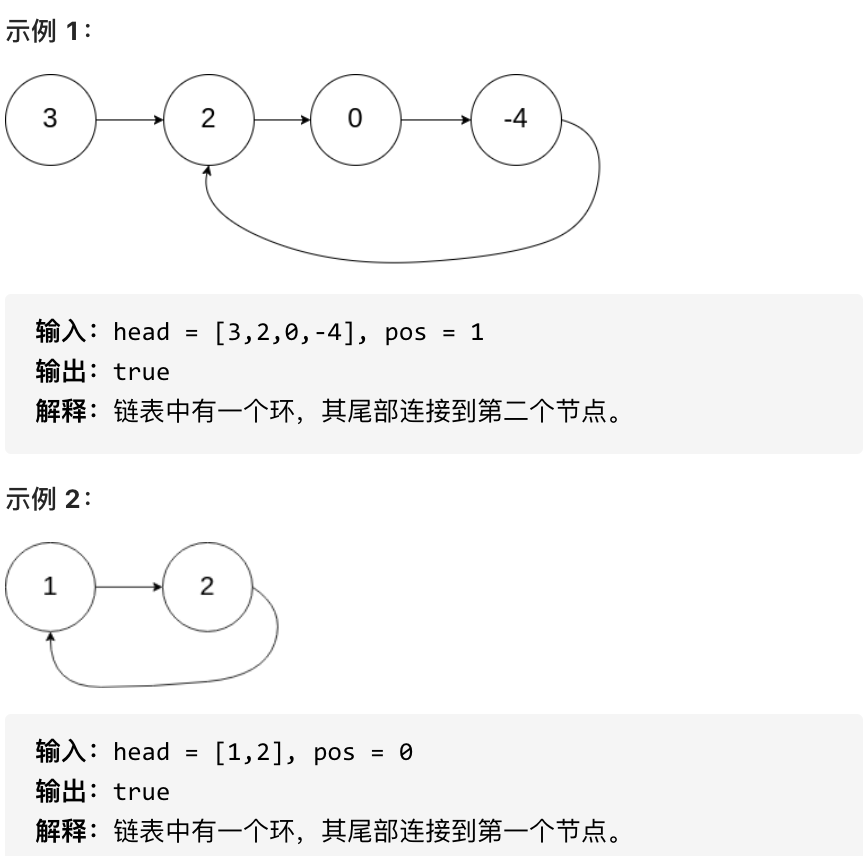 示例 1：
3 2 0 -4
输入：head = [3,2,0,-4], pos = 1
输出：true
解释：链表中有一个环，其尾部连接到第二个节点。
示例 2：
1 2
输入：head = [1,2], pos = 0
输出：true
解释：链表中有一个环，其尾部连接到第一个节点。